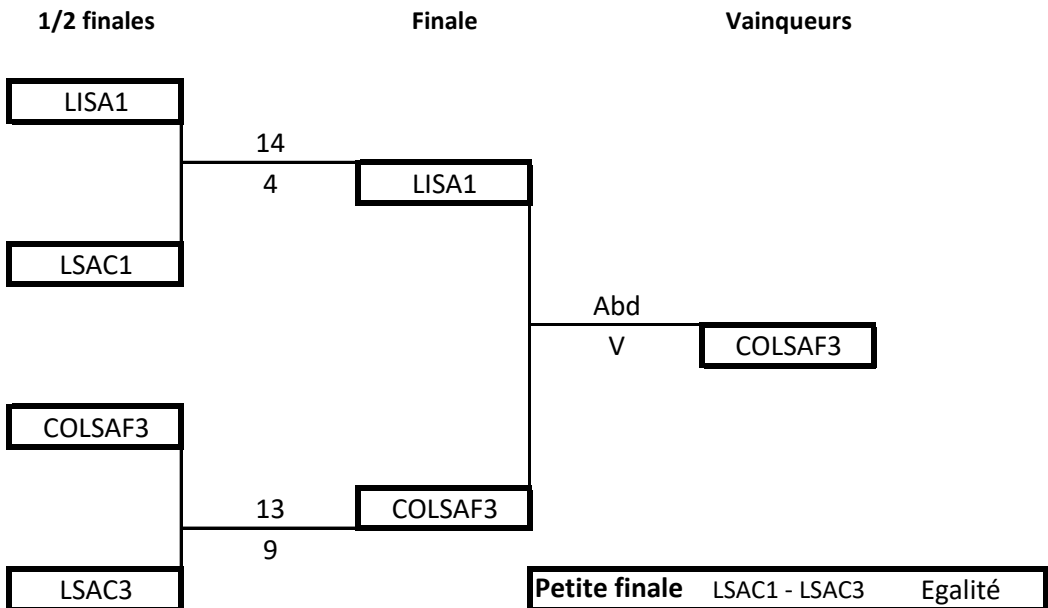 1/2 finales Finale Vainqueurs
LISA1
14
4 LISA1
LSAC1
Abd
V COLSAF3
COLSAF3
13 COLSAF3
9
LSAC3 Petite finale LSAC1 - LSAC3 Egalité